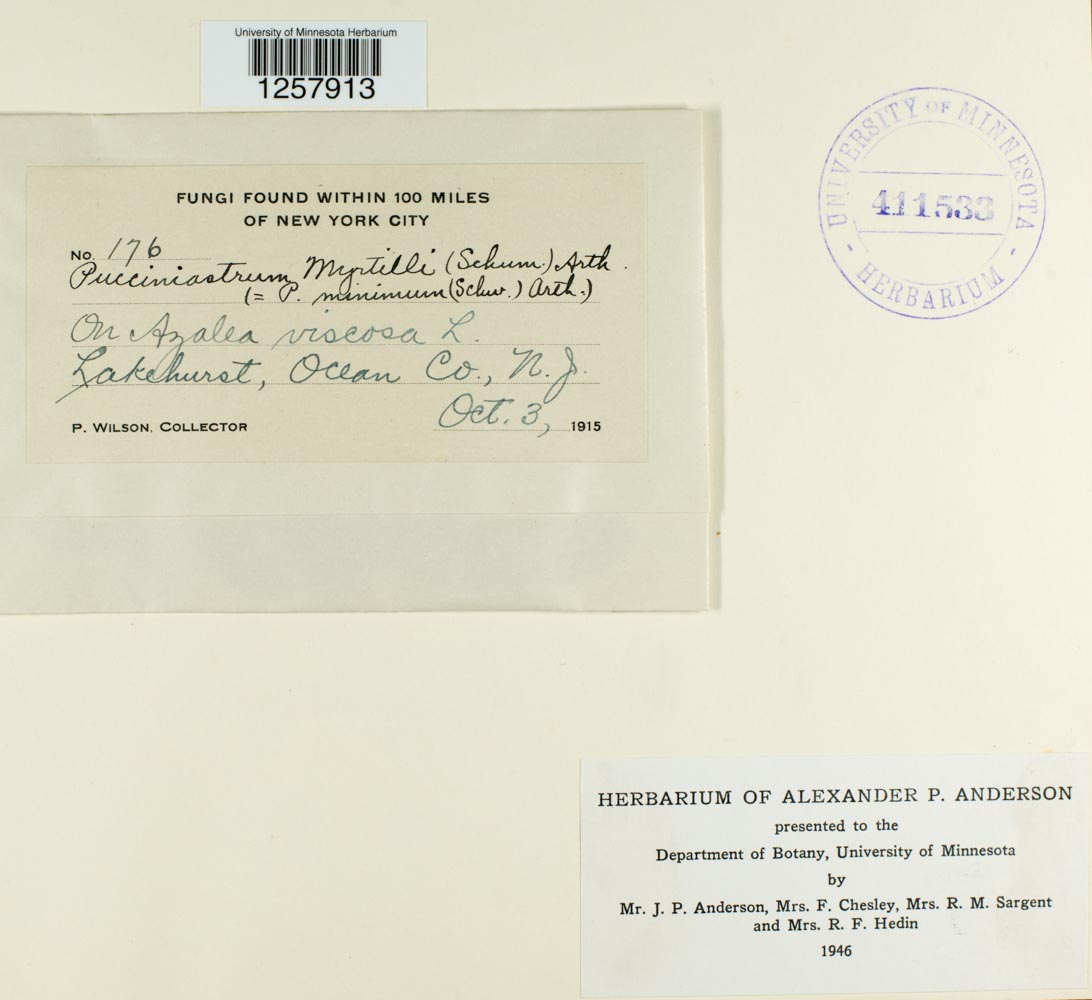 University of Minnesota Herbarium
1257913
UNIVERSITY OF MINNESOTA
411533
- HERBARIUM -
FUNGI FOUND WITHIN 100 MILES
OF NEW YORK CITY
No. 176
Pucciniastrum Myrtilli (Schum.) Arth.
(= P. minimum (Schw.) Arth.)
On Azalea viscosa L.
Lakehurst, Ocean Co., N.J.
Oct. 3, 1915
P. WILSON, COLLECTOR
HERBARIUM OF ALEXANDER P. ANDERSON
presented to the
Department of Botany, University of Minnesota
by
Mr. J. P. Anderson, Mrs. F. Chesley, Mrs. R. M. Sargent
and Mrs. R. F. Hedin
1946